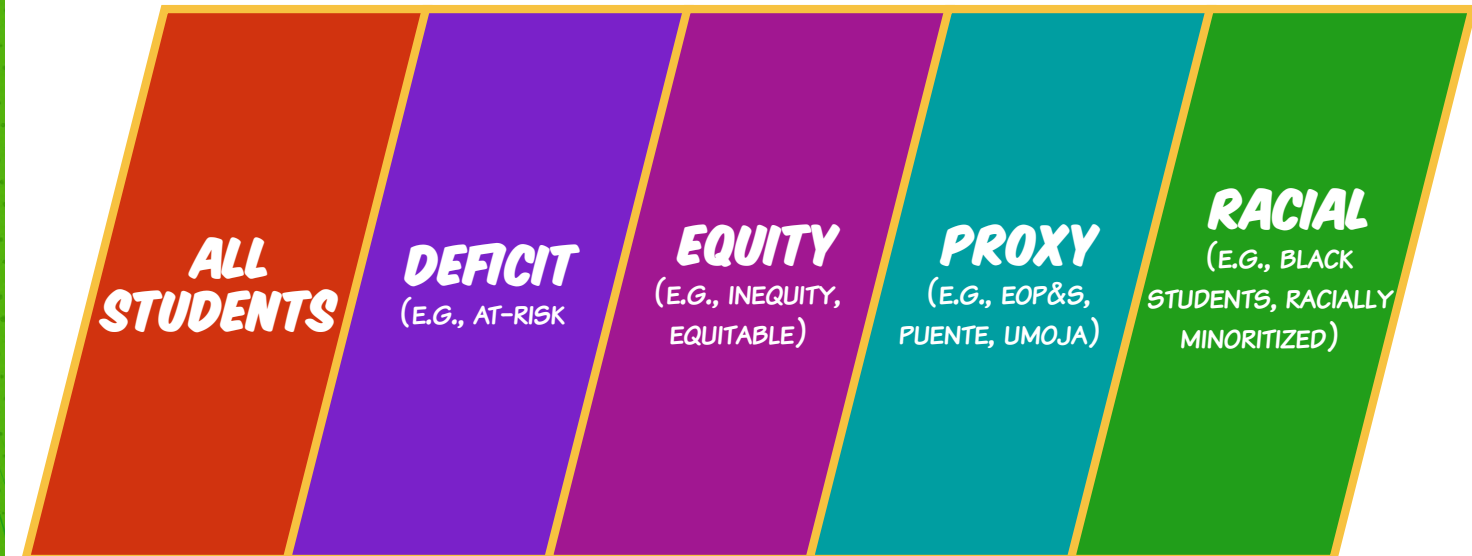 ALL
STUDENTS
DEFICIT
(E.G., AT-RISK
EQUITY
(E.G., INEQUITY,
EQUITABLE)
PROXY
(E.G., EOP&S,
PUENTE, UMOJA)
RACIAL
(E.G., BLACK
STUDENTS, RACIALLY
MINORITIZED)